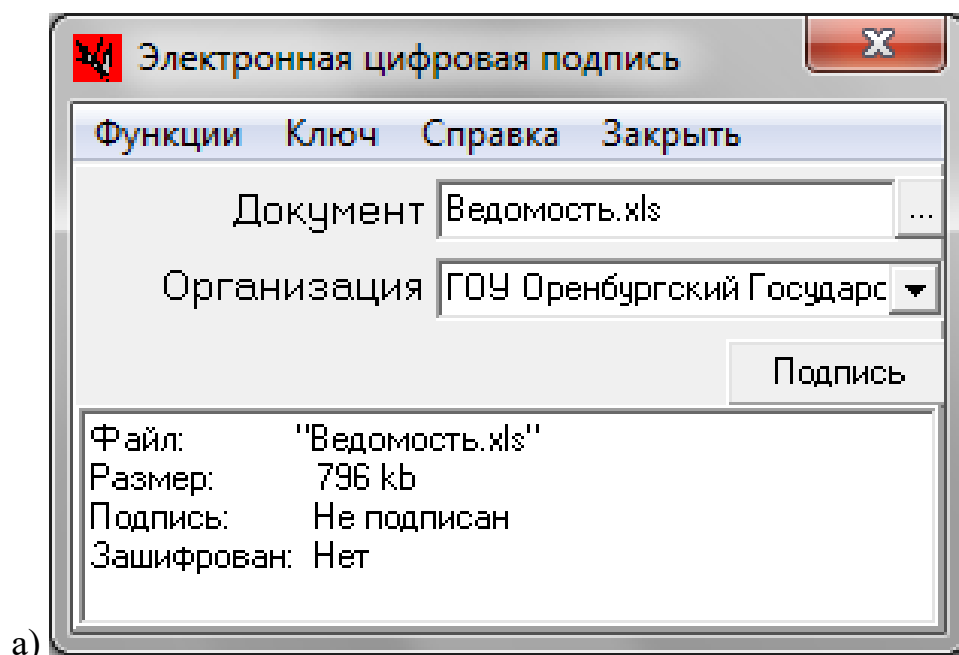 Электронная цифровая подпись
Функции Ключ Справка Закрыть
Документ Ведомость.xls ...
Организация ГОУ Оренбургский Государс
Подпись
Файл: "Ведомость.xls"
Размер: 796 kb
Подпись: Не подписан
Зашифрован: Нет
а)